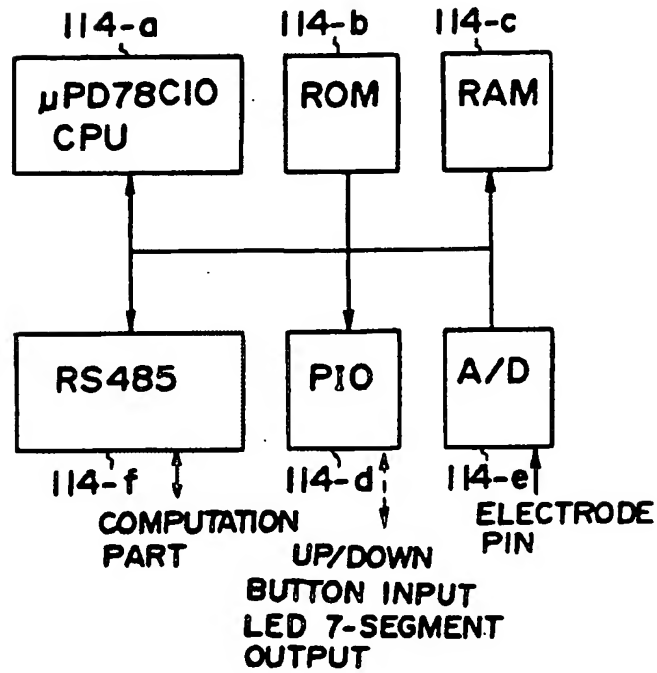 114-a
114-b
114-c
μPD78C10
CPU
ROM
RAM
RS485
PIO
A/D
114-f
114-d
114-e
COMPUTATION
PART
UP/DOWN
BUTTON INPUT
LED 7-SEGMENT
OUTPUT
ELECTRODE
PIN